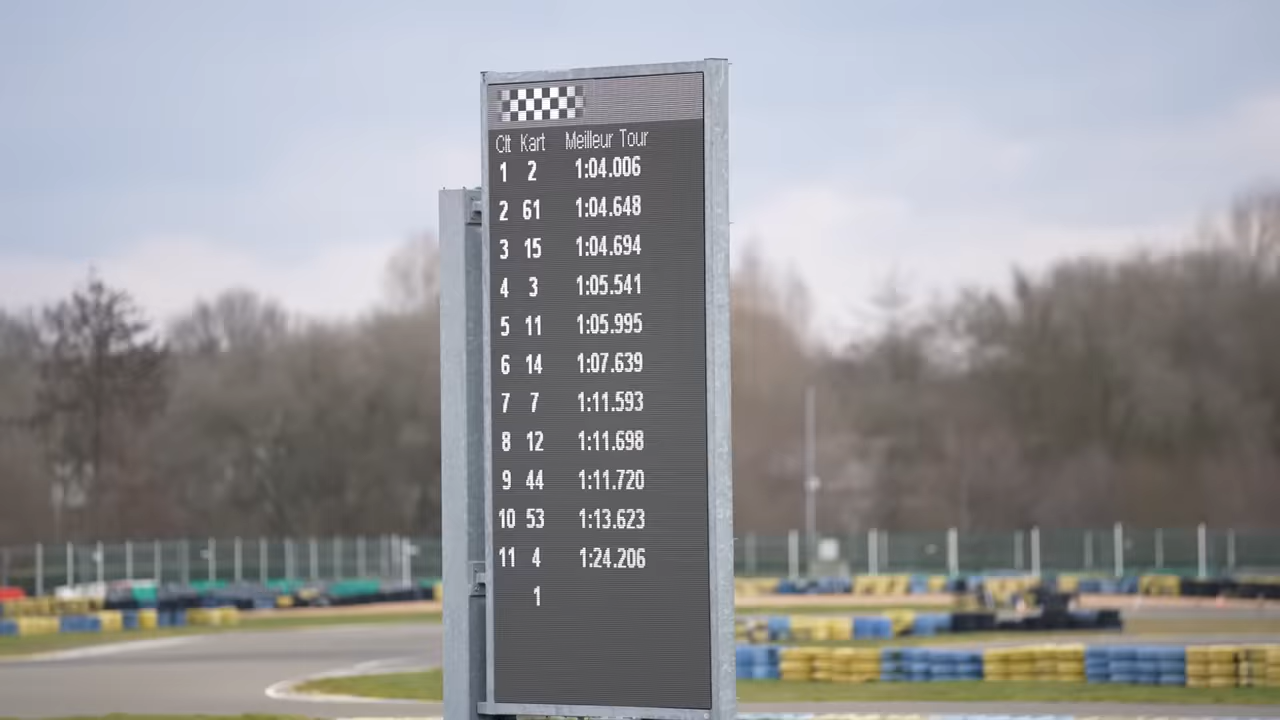 Clt Kart Meilleur Tour
1 2 1:04.006
2 61 1:04.648
3 15 1:04.694
4 3 1:05.541
5 11 1:05.995
6 14 1:07.639
7 7 1:11.593
8 12 1:11.698
9 44 1:11.720
10 53 1:13.623
11 4 1:24.206
1